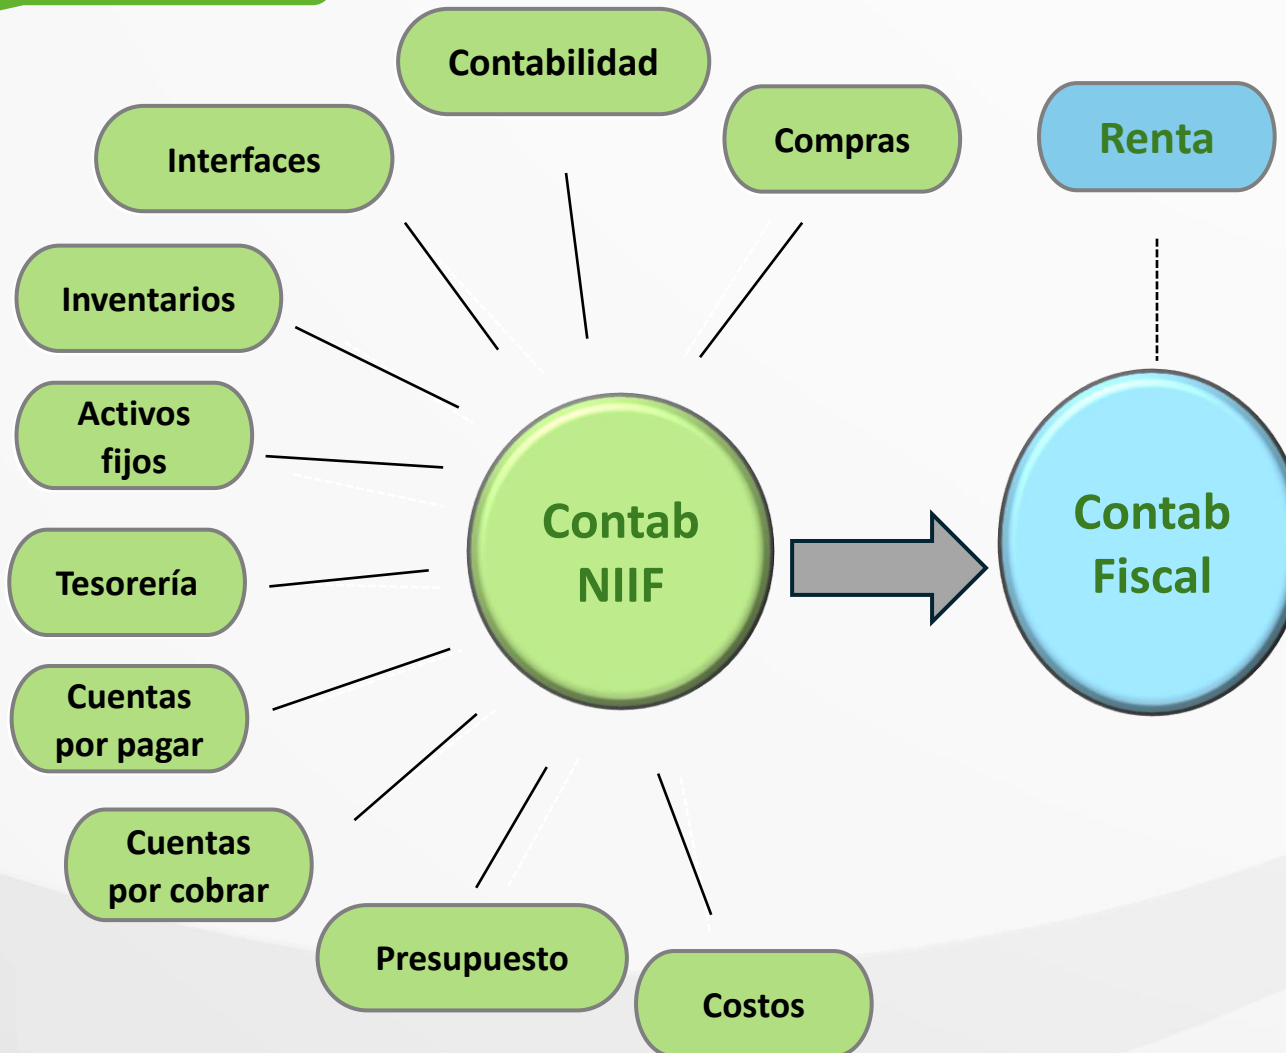 Contabilidad
Compras
Renta
Interfaces
Inventarios
Activos
fijos
Tesorería
Cuentas
por pagar
Cuentas
por cobrar
Presupuesto
Costos
Contab
NIIF
Contab
Fiscal